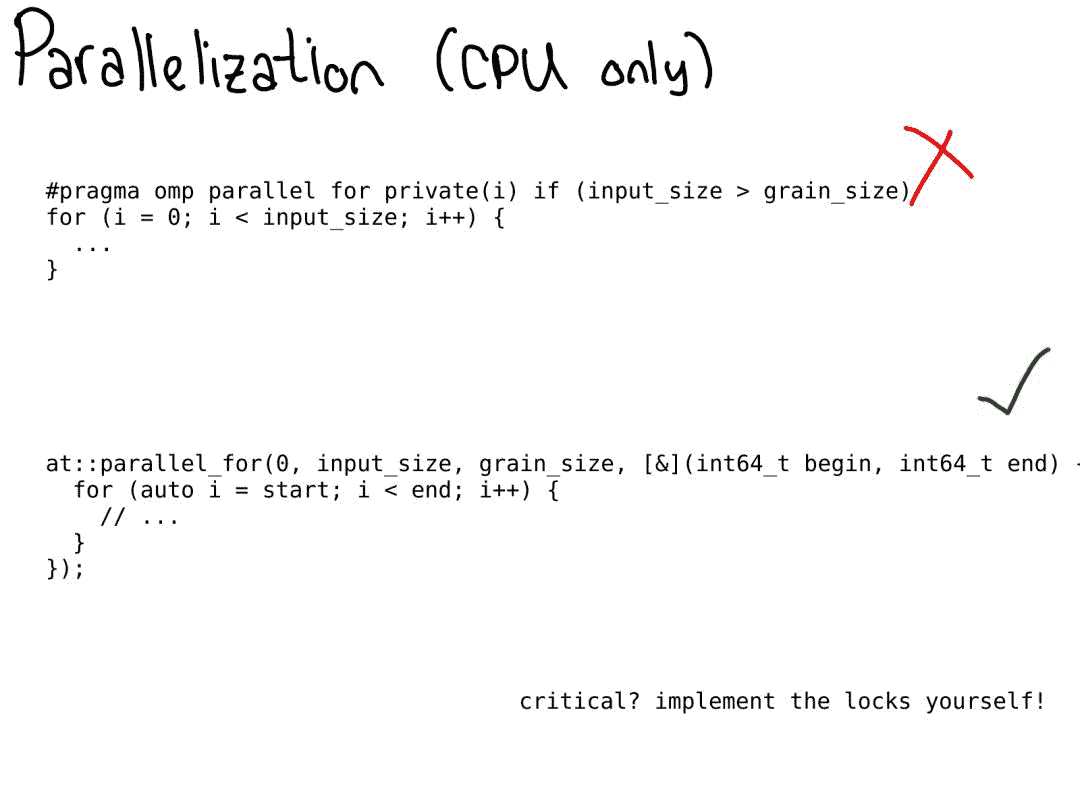 Parallelization (CPU only)
#pragma omp parallel for private(i) if (input_size > grain_size)
for (i = 0; i < input_size; i++) {
  ...
}
at::parallel_for(0, input_size, grain_size, [&](int64_t begin, int64_t end)
  for (auto i = start; i < end; i++) {
    // ...
  }
});
critical? implement the locks yourself!